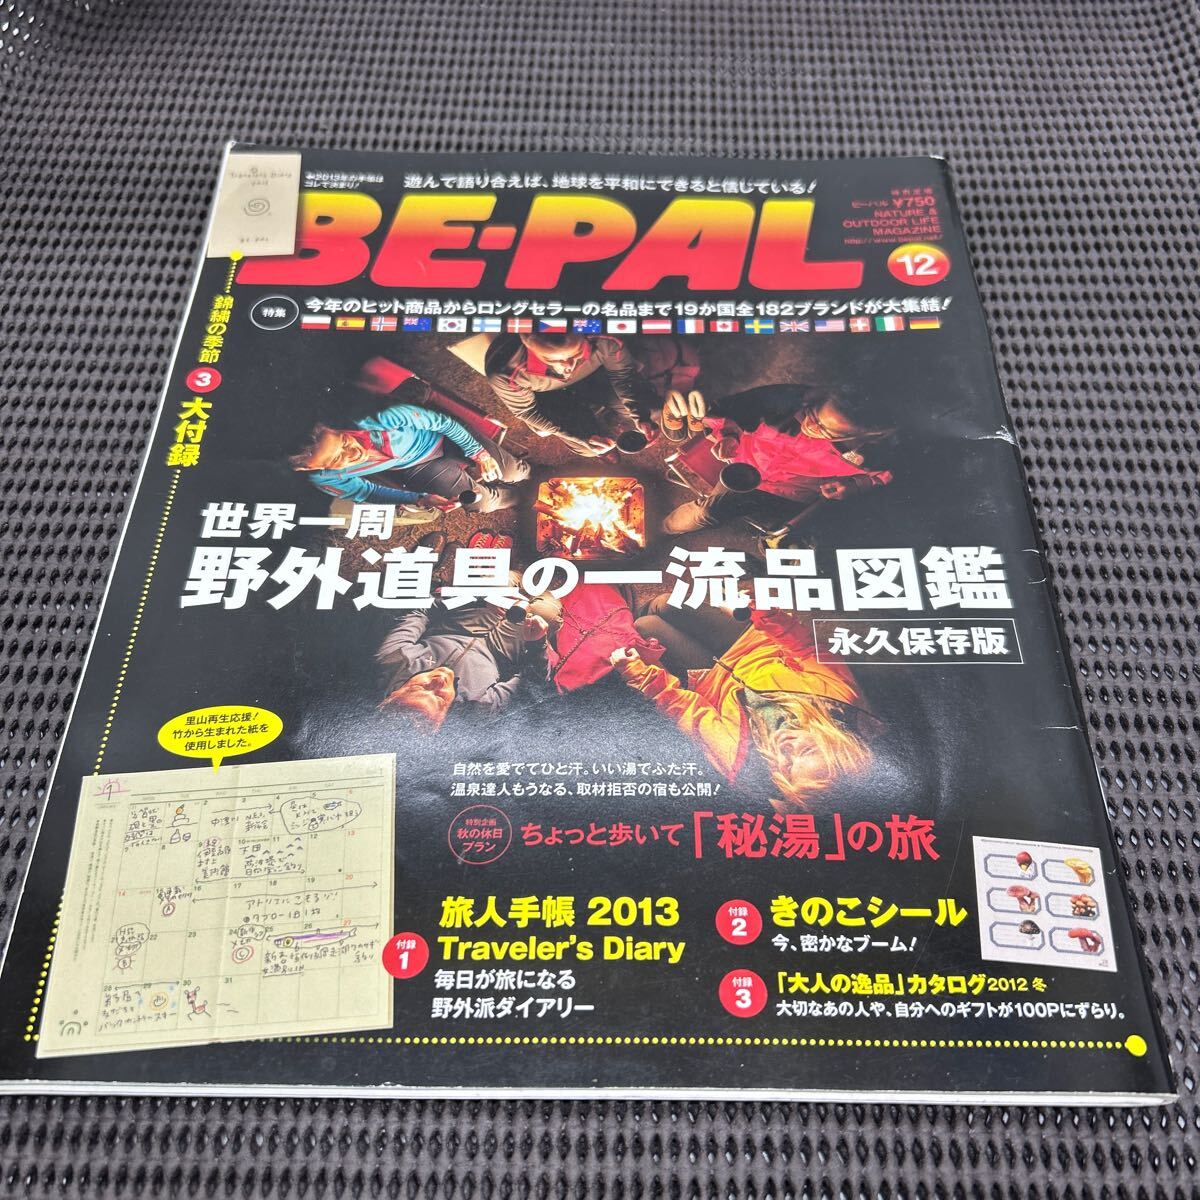 2013年の手帳は
コレで決まり!
遊んで語り合えば、地球を平和にできると信じている!
Traveler's Diary
2013
BE-PAL
BE-PAL
特別定価
ビーパル ¥750
NATURE &
OUTDOOR LIFE
MAGAZINE
http://www.bepal.net/
12
特集
今年のヒット商品からロングセラーの名品まで19か国全182ブランドが大集結!
錦繍の季節
3
大付録
世界一周
野外道具の一流品図鑑
永久保存版
里山再生応援!
竹から生まれた紙を
使用しました。
自然を愛でてひと汗。いい湯でふた汗。
温泉達人もうなる、取材拒否の宿も公開!
特別企画
秋の休日
プラン
ちょっと歩いて「秘湯」の旅
付録
1
旅人手帳 2013
Traveler's Diary
毎日が旅になる
野外派ダイアリー
付録
2
きのこシール
今、密かなブーム!
付録
3
「大人の逸品」カタログ2012 冬
大切なあの人や、自分へのギフトが100Pにずらり。